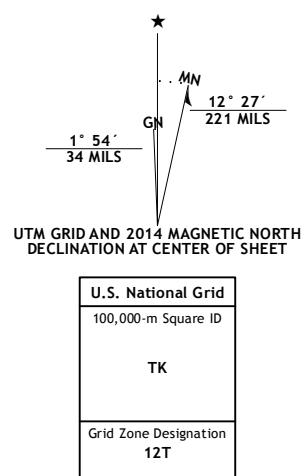 ★
MN
GN
12° 27´
221 MILS
1° 54´
34 MILS
UTM GRID AND 2014 MAGNETIC NORTH
DECLINATION AT CENTER OF SHEET
U.S. National Grid
100,000-m Square ID
TK
Grid Zone Designation
12T